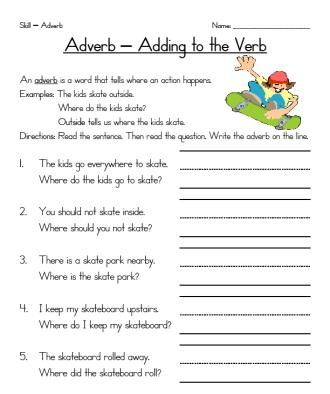 Skill – Adverb Name:
Adverb – Adding to the Verb
An adverb is a word that tells where an action happens.
Examples: The kids skate outside.
Where do the kids skate?
Outside tells us where the kids skate.
Directions: Read the sentence. Then read the question. Write the adverb on the line.
1. The kids go everywhere to skate.
Where do the kids go to skate?
2. You should not skate inside.
Where should you not skate?
3. There is a skate park nearby.
Where is the skate park?
4. I keep my skateboard upstairs.
Where do I keep my skateboard?
5. The skateboard rolled away.
Where did the skateboard roll?